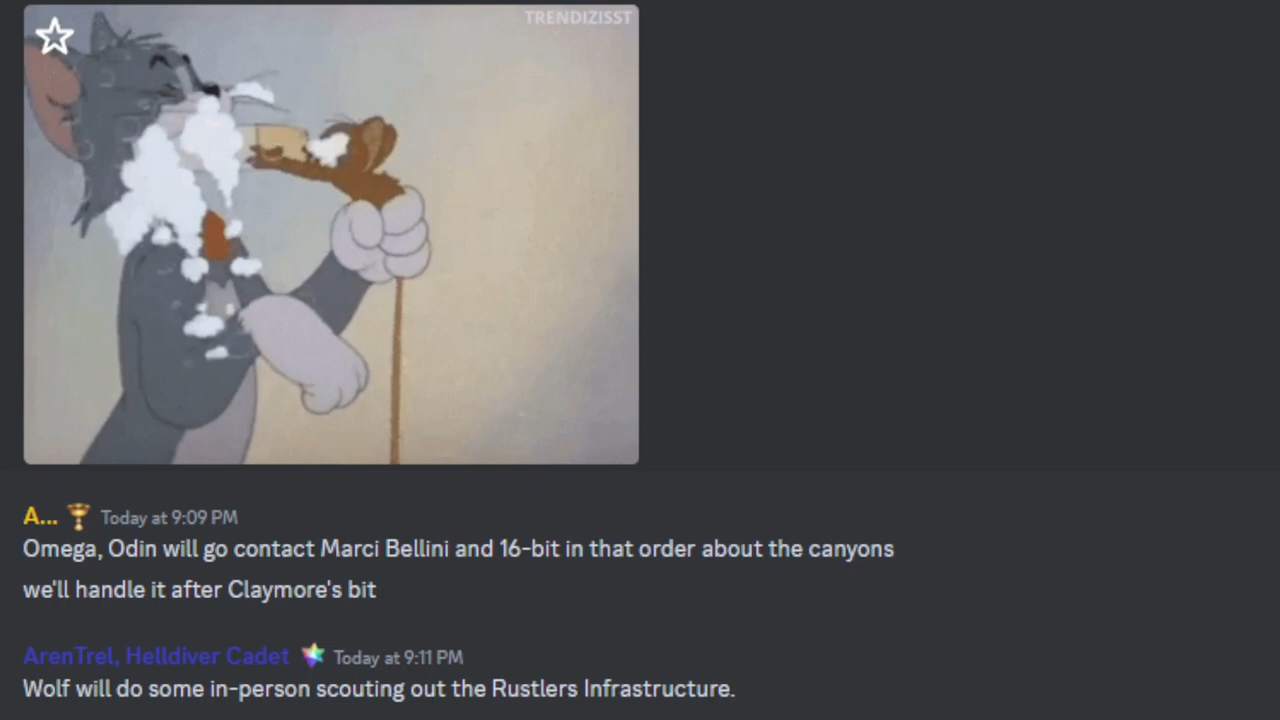 TRENDIZISST
A... Today at 9:09 PM
Omega, Odin will go contact Marci Bellini and 16-bit in that order about the canyons
we'll handle it after Claymore's bit
ArenTrel, Helldiver Cadet Today at 9:11 PM
Wolf will do some in-person scouting out the Rustlers Infrastructure.